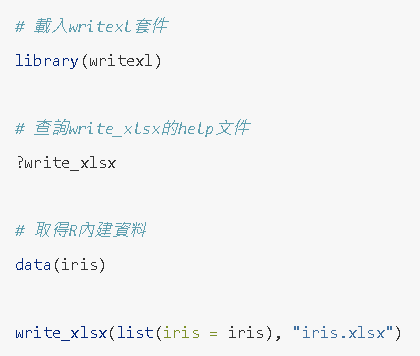 # 載入writexl套件
library(writexl)
# 查詢write_xlsx的help文件
?write_xlsx
# 取得R內建資料
data(iris)
write_xlsx(list(iris = iris), "iris.xlsx")